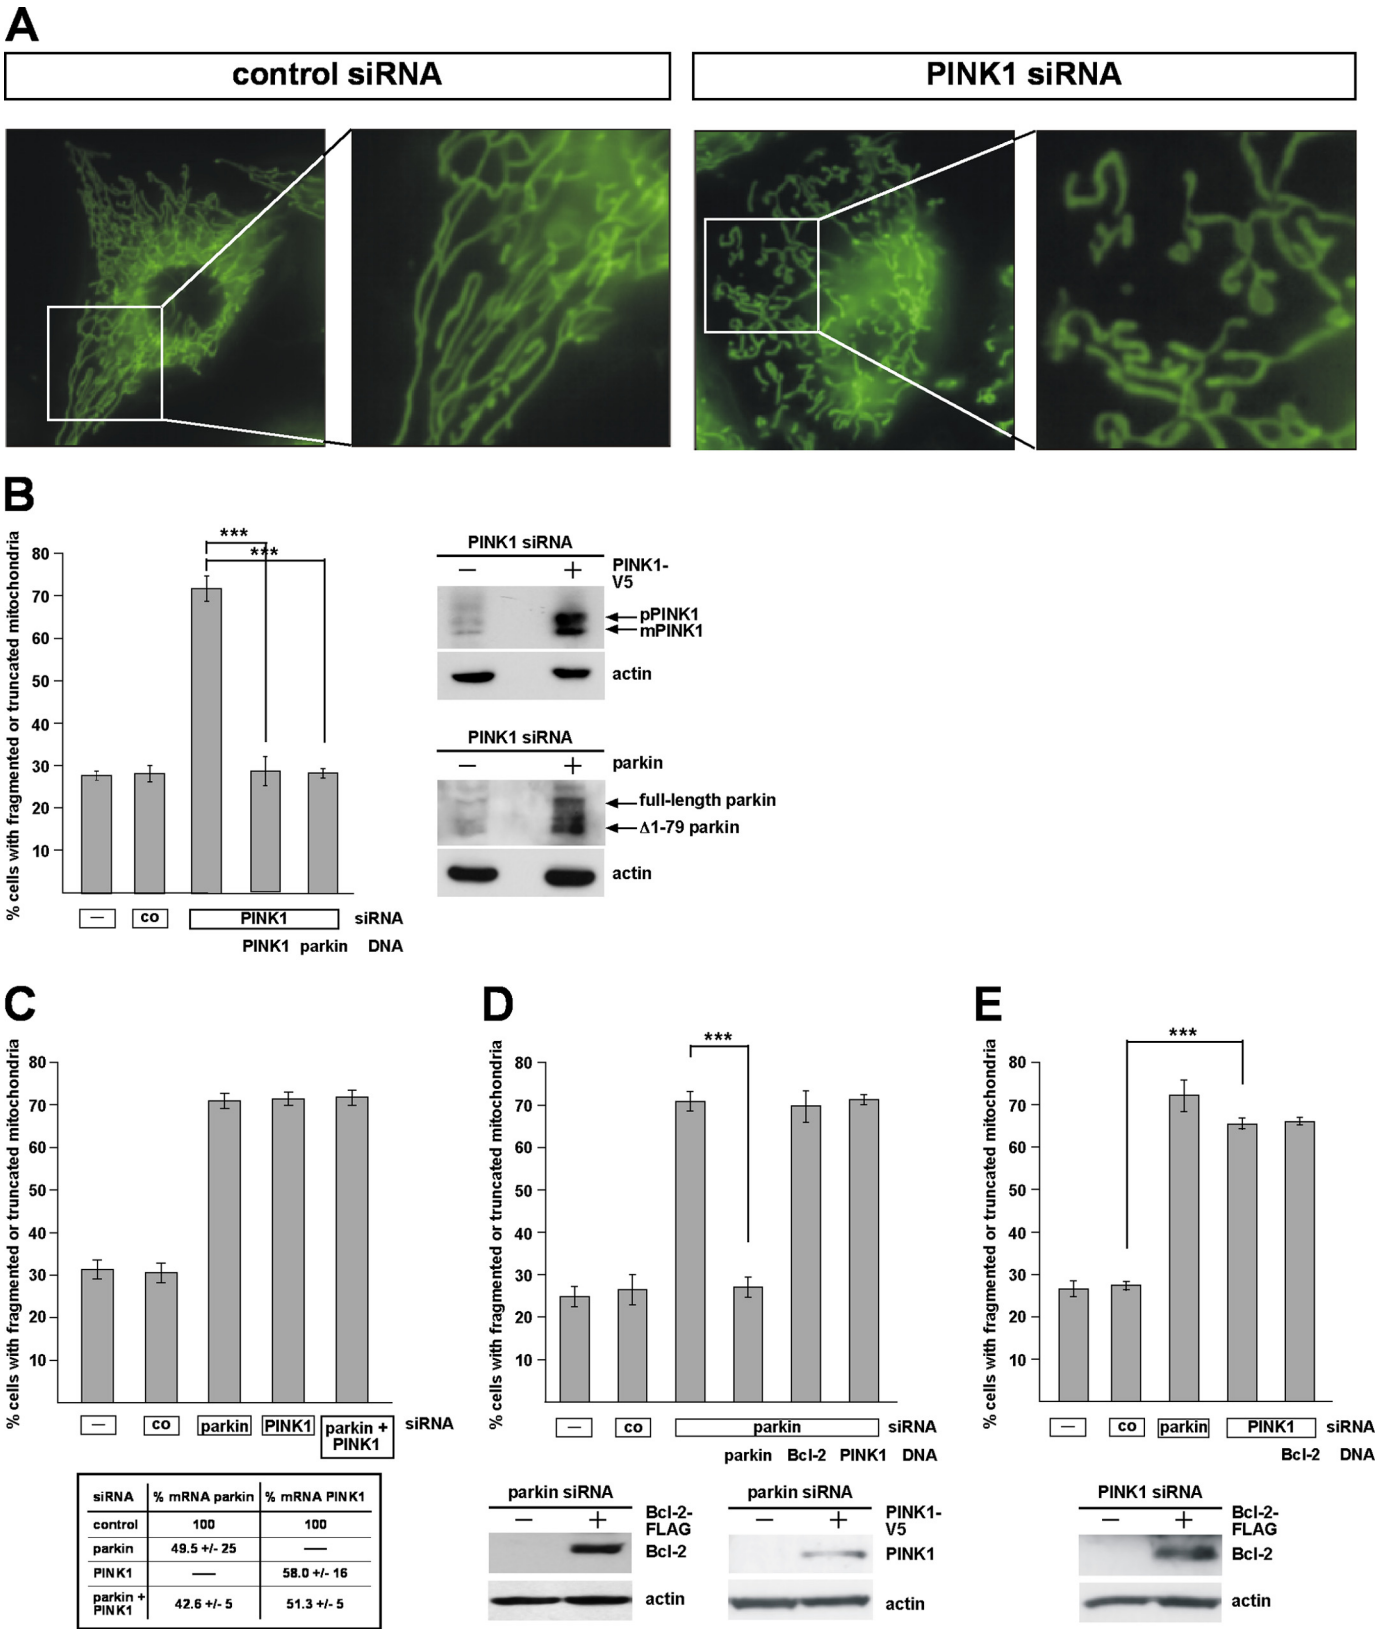 A
control siRNA
PINK1 siRNA
B
% cells with fragmented or truncated mitochondria
80
70
60
50
40
30
20
10
***
***
— co PINK1 siRNA
PINK1 parkin DNA
PINK1 siRNA
— + PINK1-
V5
pPINK1
mPINK1
actin
PINK1 siRNA
— + parkin
full-length parkin
Δ1-79 parkin
actin
C
% cells with fragmented or truncated mitochondria
80
70
60
50
40
30
20
10
— co parkin PINK1 parkin + siRNA
PINK1
siRNA % mRNA parkin % mRNA PINK1
control 100 100
parkin 49.5 +/- 25 —
PINK1 — 58.0 +/- 16
parkin +
PINK1 42.6 +/- 5 51.3 +/- 5
D
% cells with fragmented or truncated mitochondria
80
70
60
50
40
30
20
10
***
— co parkin siRNA
parkin Bcl-2 PINK1 DNA
parkin siRNA
— + Bcl-2-
FLAG
Bcl-2
actin
parkin siRNA
— + PINK1-
V5
PINK1
actin
E
% cells with fragmented or truncated mitochondria
80
70
60
50
40
30
20
10
***
— co parkin PINK1 siRNA
Bcl-2 DNA
PINK1 siRNA
— + Bcl-2-
FLAG
Bcl-2
actin